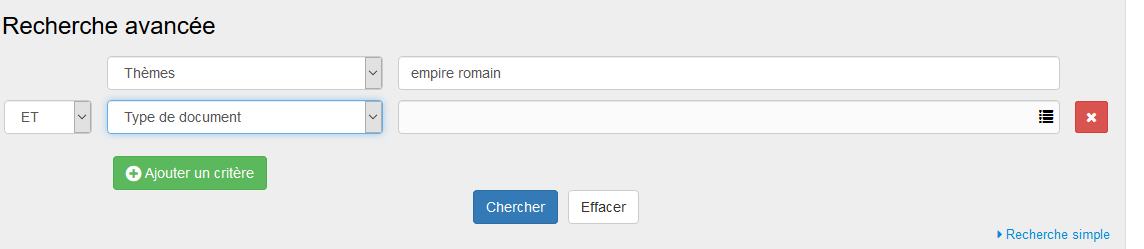 Recherche avancée
Thèmes empire romain
ET Type de document
Ajouter un critère
Chercher Effacer
Recherche simple